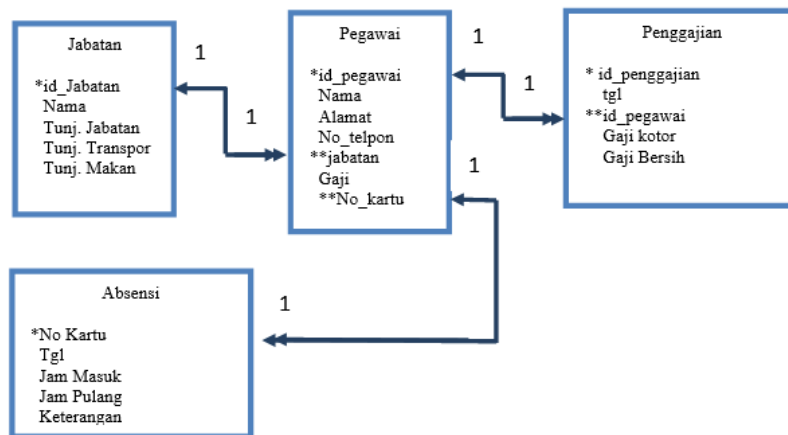 Jabatan
*id_Jabatan
Nama
Tunj. Jabatan
Tunj. Transpor
Tunj. Makan
1
1
Pegawai
*id_pegawai
Nama
Alamat
No_telpon
**jabatan
Gaji
**No_kartu
1
1
Penggajian
* id_penggajian
tgl
**id_pegawai
Gaji kotor
Gaji Bersih
1
1
Absensi
*No Kartu
Tgl
Jam Masuk
Jam Pulang
Keterangan